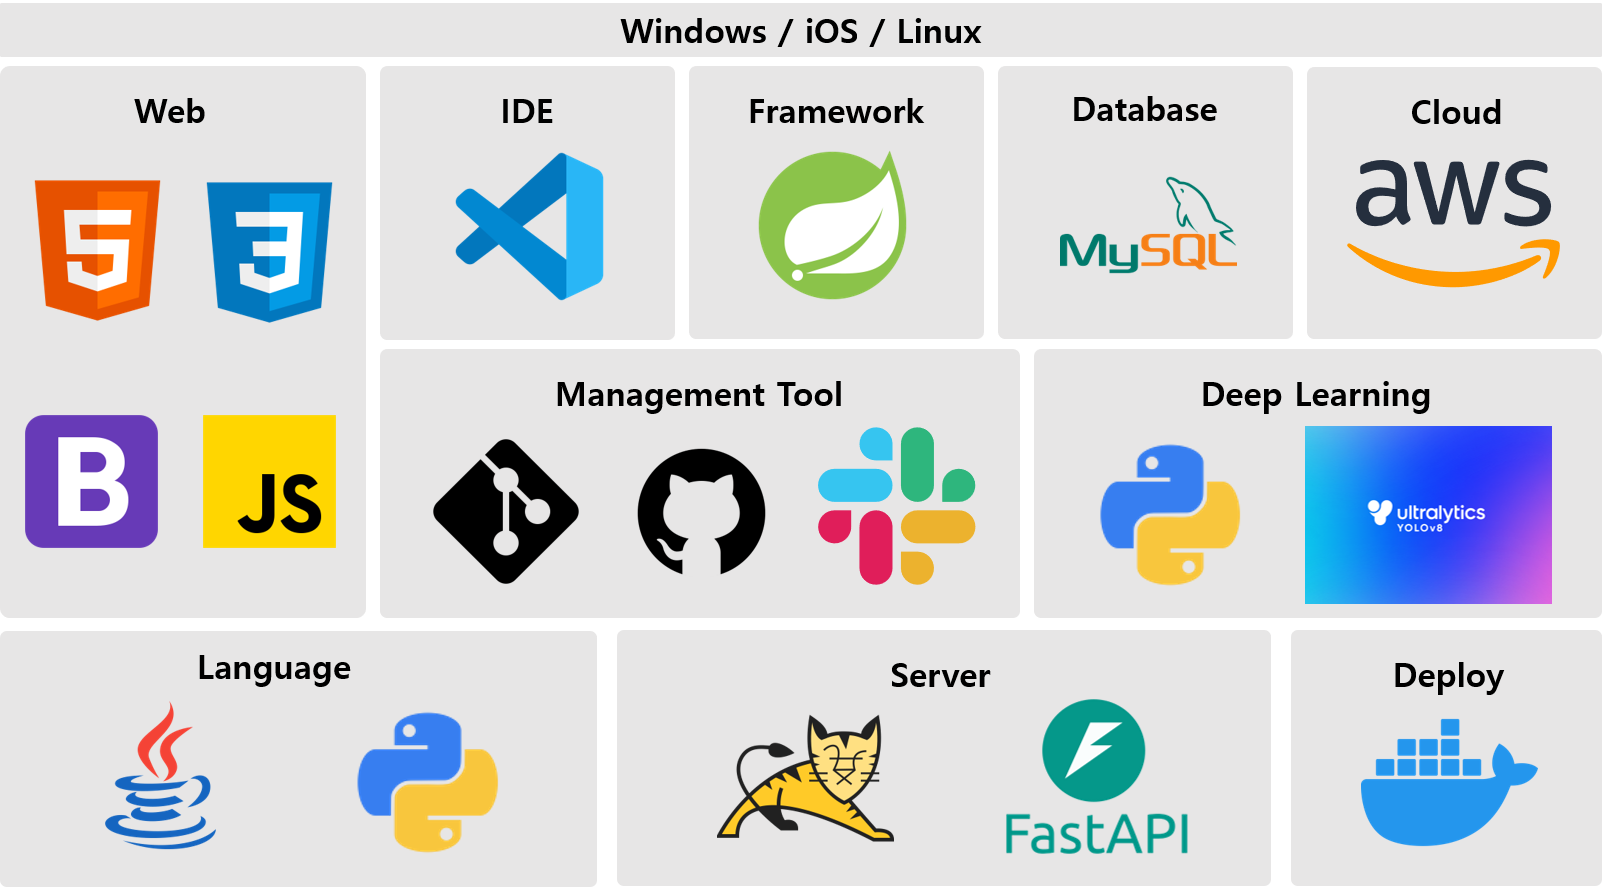 Windows / iOS / Linux
Web
IDE
Framework
Database
Cloud
5
3
MySQL
aws
B
JS
Management Tool
Deep Learning
ultralytics
YOLOv8
Language
Server
Deploy
FastAPI